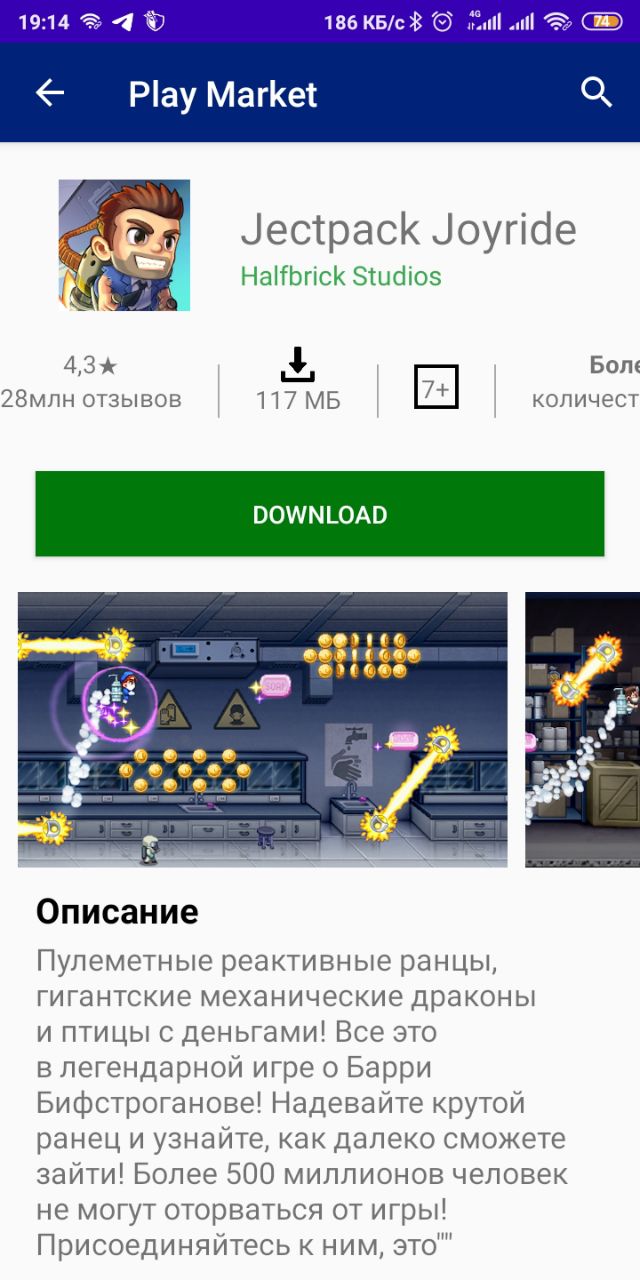 19:14 186 КБ/с 4G 74
Play Market
Jectpack Joyride
Halfbrick Studios
4,3★ Боле
28млн отзывов 117 МБ 7+ количест
DOWNLOAD
SOAP
Описание
Пулеметные реактивные ранцы,
гигантские механические драконы
и птицы с деньгами! Все это
в легендарной игре о Барри
Бифстроганове! Надевайте крутой
ранец и узнайте, как далеко сможете
зайти! Более 500 миллионов человек
не могут оторваться от игры!
Присоединяйтесь к ним, это""